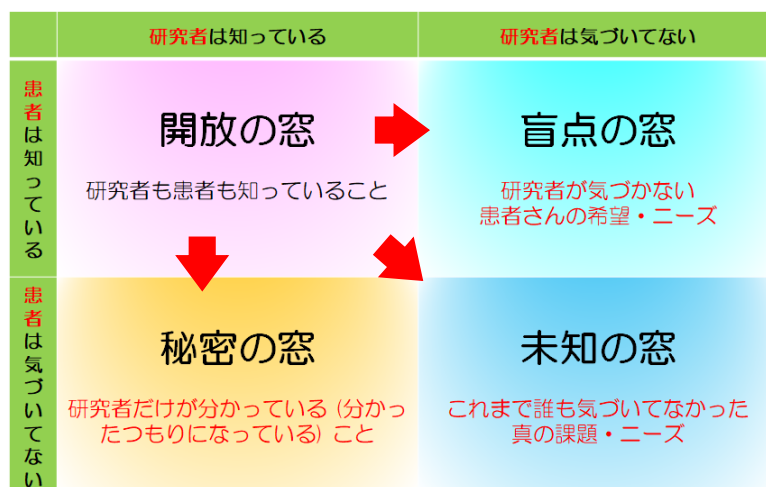 研究者は知っている
研究者は気づいてない
患者は知っている
開放の窓
研究者も患者も知っていること
盲点の窓
研究者が気づかない
患者さんの希望・ニーズ
患者は気づいてない
秘密の窓
研究者だけが分かっている (分かっ
たつもりになっている) こと
未知の窓
これまで誰も気づいてなかった
真の課題・ニーズ